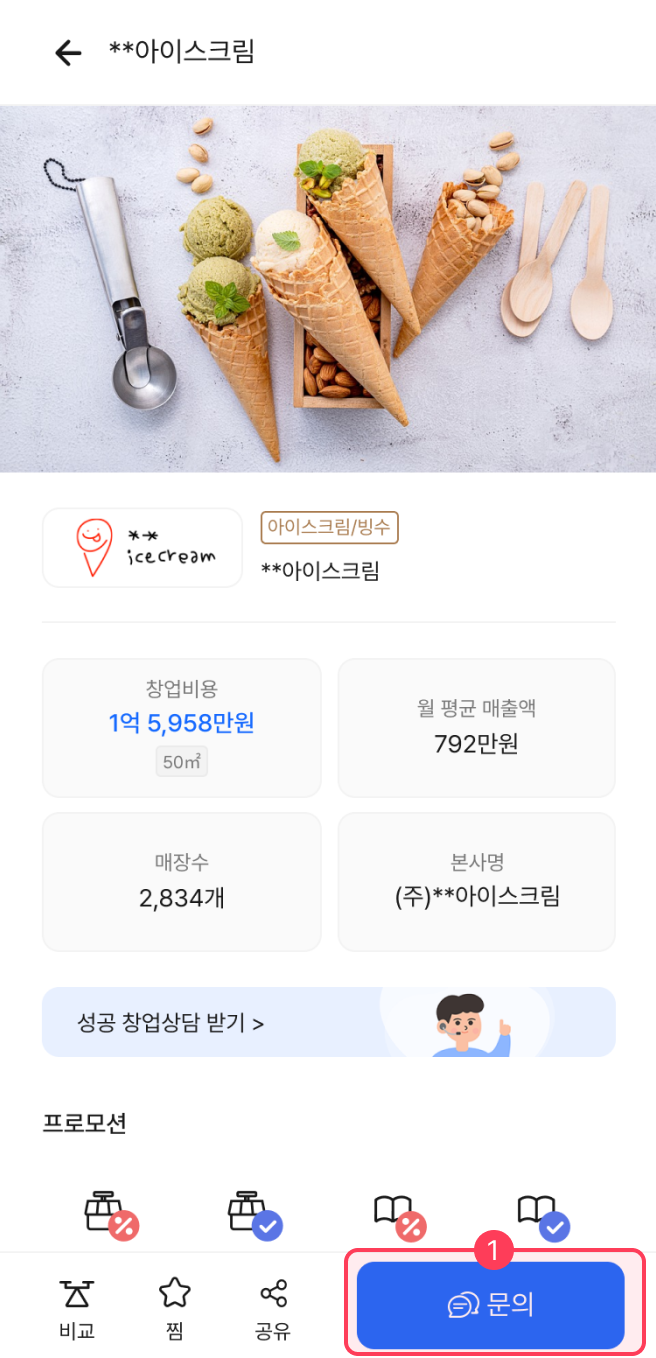 **아이스크림
** icecream
아이스크림/빙수
**아이스크림
창업비용
1억 5,958만원
50㎡
월 평균 매출액
792만원
매장수
2,834개
본사명
(주)**아이스크림
성공 창업상담 받기 >
프로모션
%
%
1
비교
찜
공유
문의